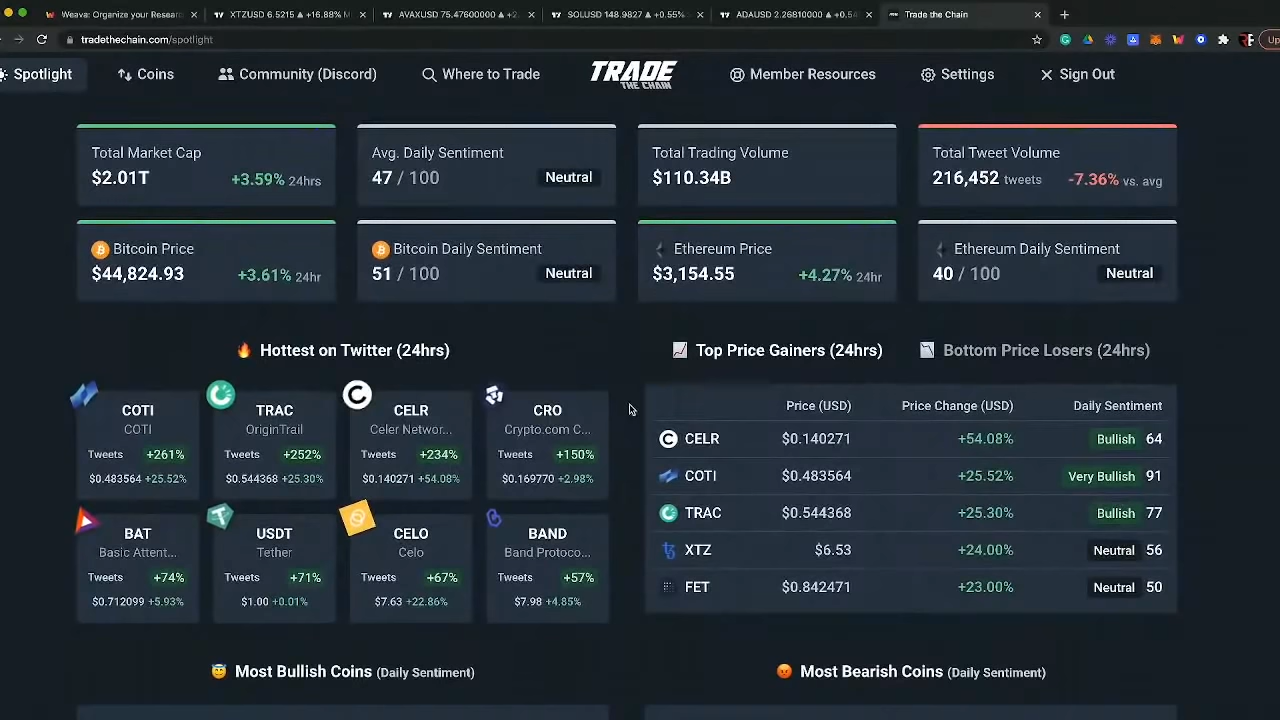 Weava: Organize your Researc
XTZUSD 6.5215 ▲ +16.88%
AVAXUSD 75.47600000 ▲ +2
SOLUSD 148.9827 ▲ +0.55%
ADAUSD 2.26810000 ▲ +0.54
Trade the Chain
tradethechain.com/spotlight
Spotlight
Coins
Community (Discord)
Where to Trade
TRADE
THE CHAIN
Member Resources
Settings
Sign Out
Total Market Cap
$2.01T
+3.59% 24hrs
Avg. Daily Sentiment
47 / 100
Neutral
Total Trading Volume
$110.34B
Total Tweet Volume
216,452 tweets
-7.36% vs. avg
Bitcoin Price
$44,824.93
+3.61% 24hr
Bitcoin Daily Sentiment
51 / 100
Neutral
Ethereum Price
$3,154.55
+4.27% 24hr
Ethereum Daily Sentiment
40 / 100
Neutral
Hottest on Twitter (24hrs)
COTI
COTI
Tweets +261%
$0.483564 +25.52%
TRAC
OriginTrail
Tweets +252%
$0.544368 +25.30%
CELR
Celer Networ...
Tweets +234%
$0.140271 +54.08%
CRO
Crypto.com C...
Tweets +150%
$0.169770 +2.98%
BAT
Basic Attent...
Tweets +74%
$0.712099 +5.93%
USDT
Tether
Tweets +71%
$1.00 +0.01%
CELO
Celo
Tweets +67%
$7.63 +22.86%
BAND
Band Protoco...
Tweets +57%
$7.98 +4.85%
Top Price Gainers (24hrs)
Bottom Price Losers (24hrs)
Price (USD) Price Change (USD) Daily Sentiment
CELR $0.140271 +54.08% Bullish 64
COTI $0.483564 +25.52% Very Bullish 91
TRAC $0.544368 +25.30% Bullish 77
XTZ $6.53 +24.00% Neutral 56
FET $0.842471 +23.00% Neutral 50
Most Bullish Coins (Daily Sentiment)
Most Bearish Coins (Daily Sentiment)